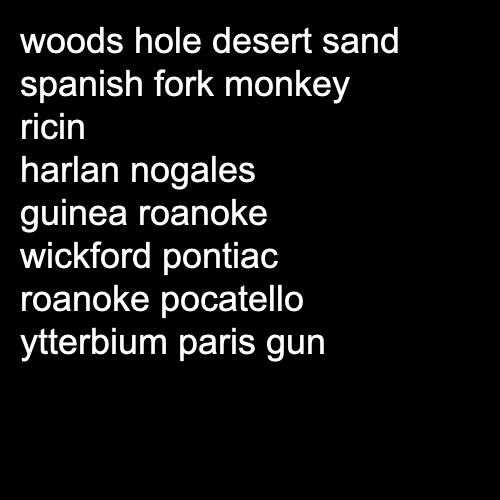 woods hole desert sand
spanish fork monkey
ricin
harlan nogales
guinea roanoke
wickford pontiac
roanoke pocatello
ytterbium paris gun